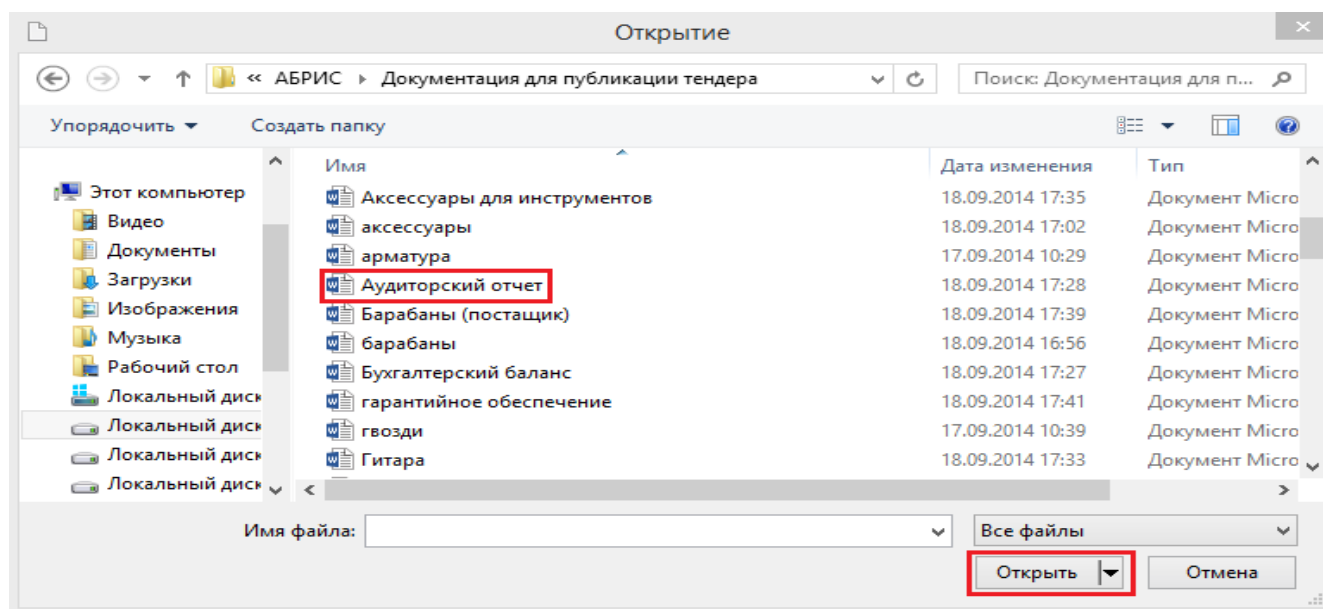 Открытие
« АБРИС Документация для публикации тендера Поиск: Документация для п...
Упорядочить Создать папку
Имя Дата изменения Тип
Этот компьютер
Видео
Документы
Загрузки
Изображения
Музыка
Рабочий стол
Локальный диск
Локальный диск
Локальный диск
Локальный диск
Аксессуары для инструментов 18.09.2014 17:35 Документ Micro
аксессуары 18.09.2014 17:02 Документ Micro
арматура 17.09.2014 10:29 Документ Micro
Аудиторский отчет 18.09.2014 17:28 Документ Micro
Барабаны (постащик) 18.09.2014 17:39 Документ Micro
барабаны 18.09.2014 16:56 Документ Micro
Бухгалтерский баланс 18.09.2014 17:27 Документ Micro
гарантийное обеспечение 18.09.2014 17:41 Документ Micro
гвозди 17.09.2014 10:39 Документ Micro
Гитара 18.09.2014 17:33 Документ Micro
Имя файла: Все файлы
Открыть Отмена